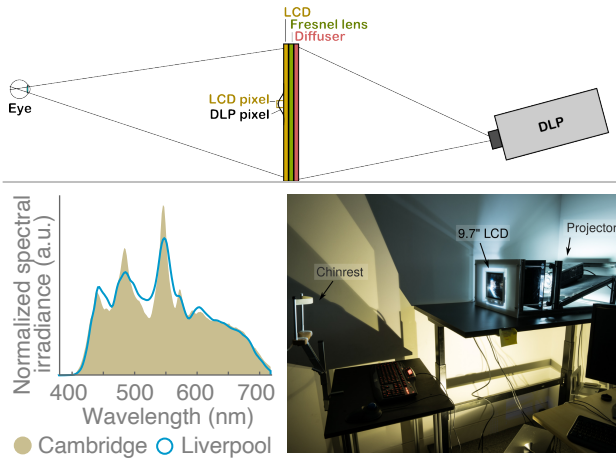 LCD
Fresnel lens
Diffuser
LCD pixel
DLP pixel
Eye
DLP
Normalized spectral
irradiance (a.u.)
400 500 600 700
Wavelength (nm)
Cambridge Liverpool
9.7" LCD
Projector
Chinrest